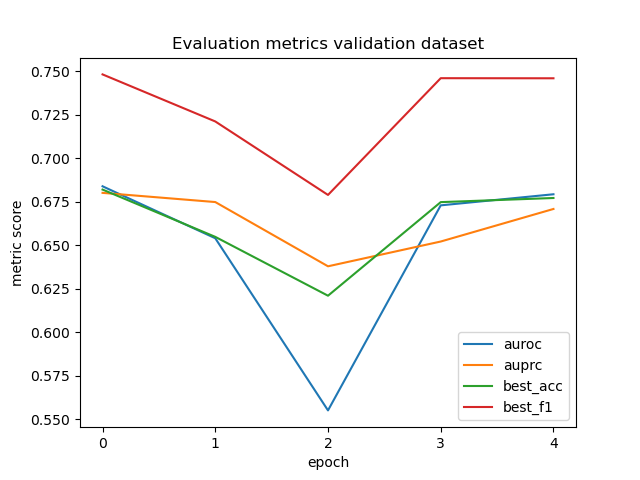 Evaluation metrics validation dataset
0.750
0.725
0.700
0.675
0.650
0.625
0.600
0.575
0.550
metric score
auroc
auprc
best_acc
best_f1
0 1 2 3 4
epoch